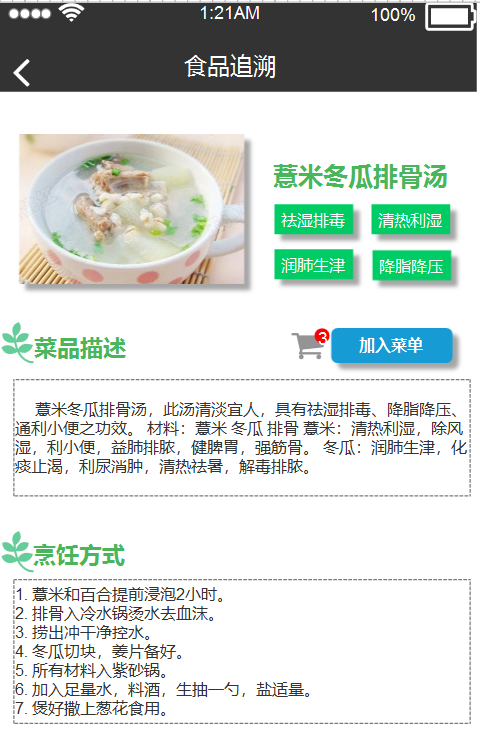 1:21AM 100%
食品追溯
薏米冬瓜排骨汤
祛湿排毒 清热利湿
润肺生津 降脂降压
菜品描述 3 加入菜单
薏米冬瓜排骨汤，此汤清淡宜人，具有祛湿排毒、降脂降压、
通利小便之功效。 材料：薏米 冬瓜 排骨 薏米：清热利湿，除风
湿，利小便，益肺排脓，健脾胃，强筋骨。 冬瓜：润肺生津，化
痰止渴，利尿消肿，清热祛暑，解毒排脓。
烹饪方式
1. 薏米和百合提前浸泡2小时。
2. 排骨入冷水锅烫水去血沫。
3. 捞出冲干净控水。
4. 冬瓜切块，姜片备好。
5. 所有材料入紫砂锅。
6. 加入足量水，料酒，生抽一勺，盐适量。
7. 煲好撒上葱花食用。